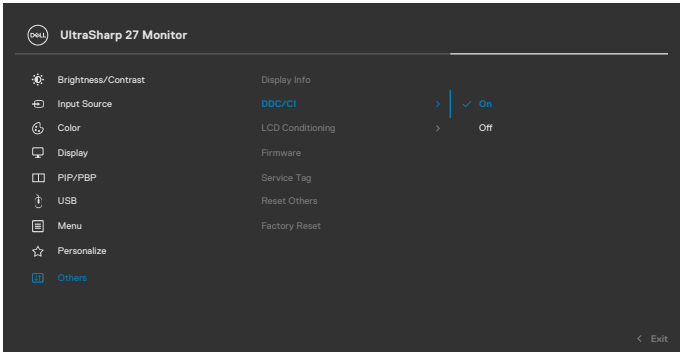 DELL UltraSharp 27 Monitor
Brightness/Contrast Display Info
Input Source DDC/CI > ✓ On
Color LCD Conditioning > Off
Display Firmware
PIP/PBP Service Tag
USB Reset Others
Menu Factory Reset
Personalize
Others
< Exit